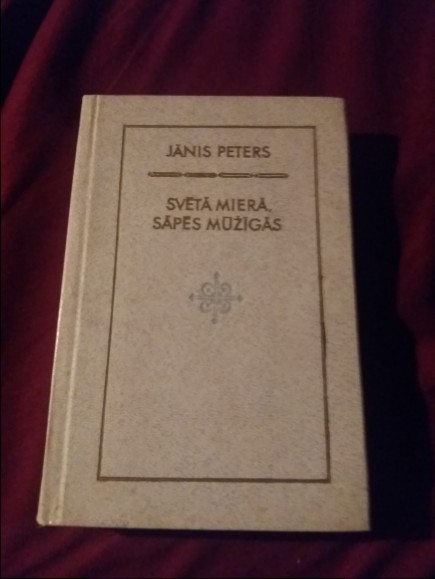 JĀNIS PETERS
SVĒTĀ MIERĀ,
SĀPĒS MŪŽĪGĀS